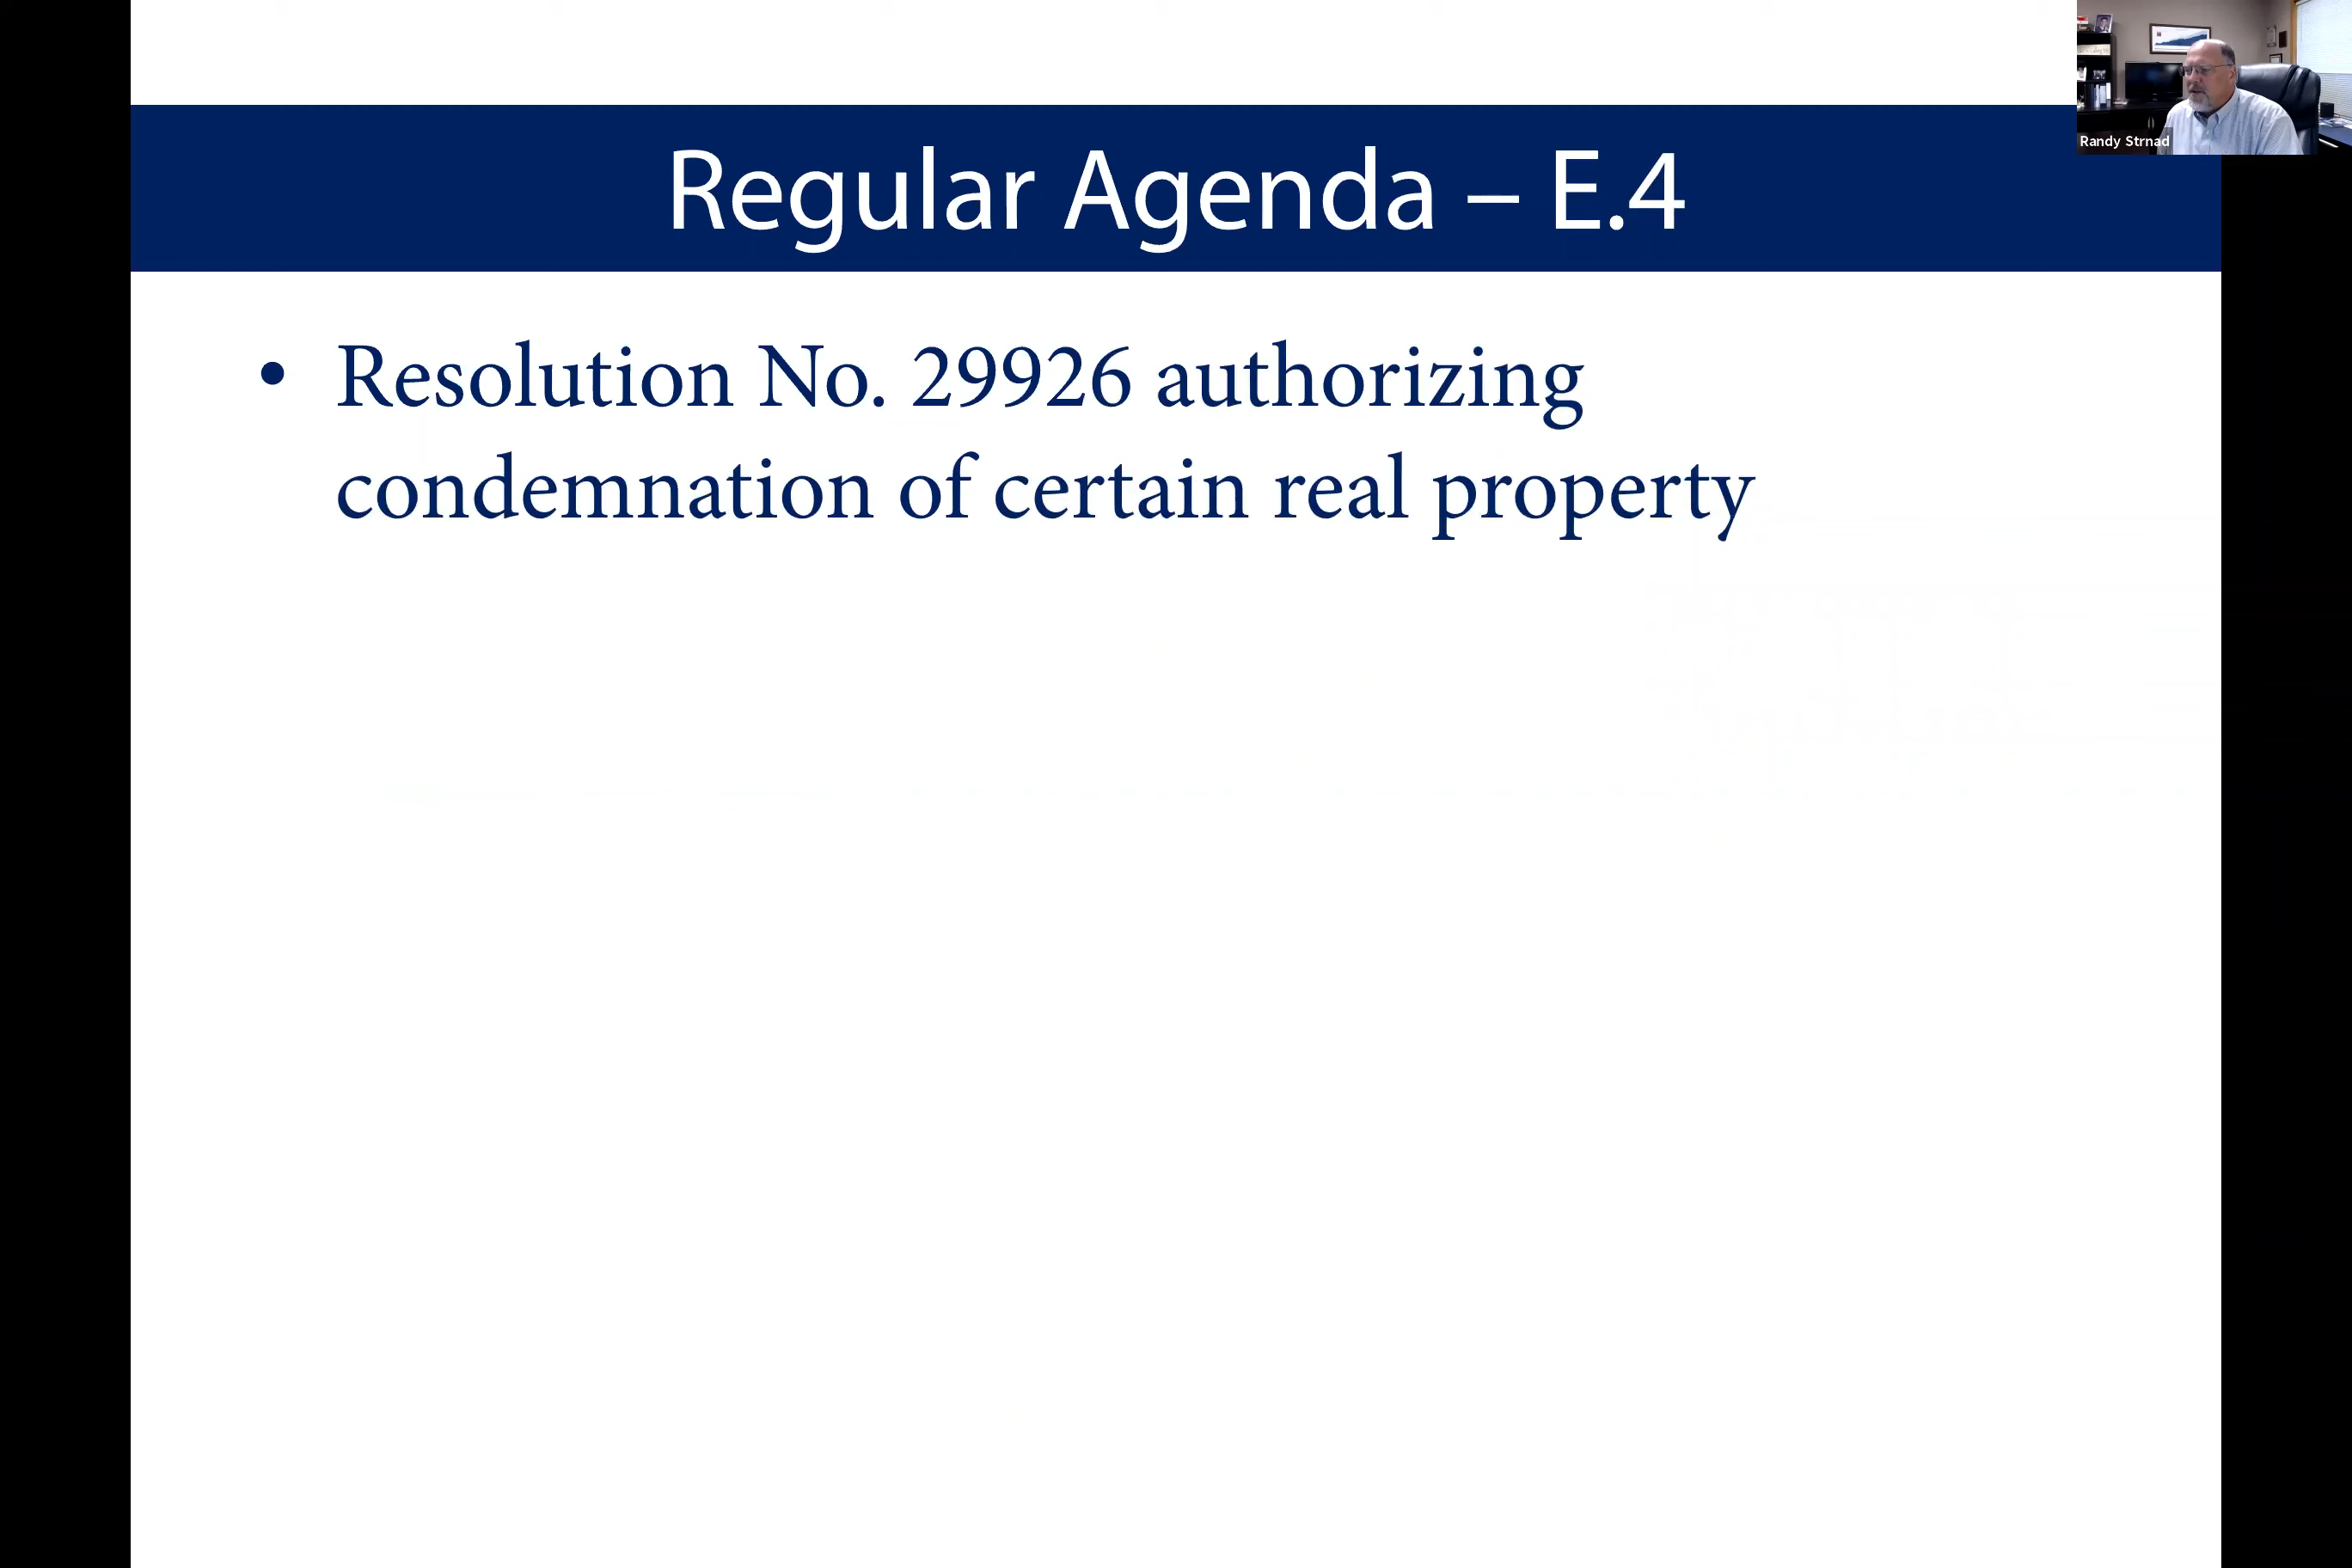 Regular Agenda – E.4
Randy Strnad
• Resolution No. 29926 authorizing
condemnation of certain real property